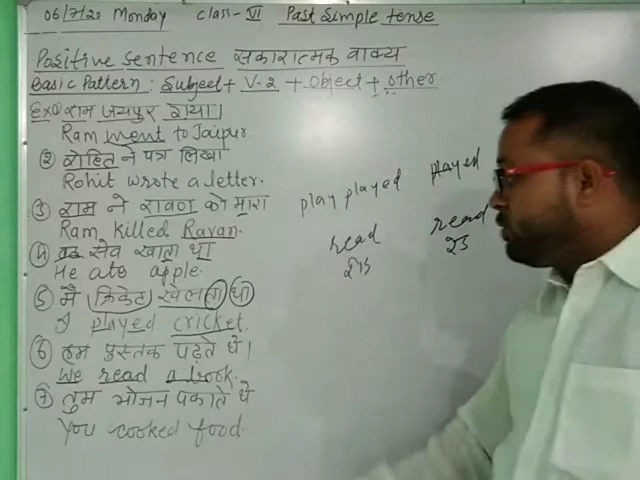 06/7/20 Monday class-VI Past Simple tense
Positive sentence सकारात्मक वाक्य
Basic Pattern: Subject + V-2 + Object + other
Ex① राम जयपुर गया।
Ram went to Jaipur.
② रोहित ने पत्र लिखा
Rohit wrote a letter.
③ राम ने रावण को मारा
Ram killed Ravan.
④ वह सेव खाता था
He ate apple.
⑤ मैं क्रिकेट खेलता था
I played cricket.
⑥ हम पुस्तक पढ़ते थे।
We read a book.
⑦ तुम भोजन पकाते थे
You cooked food.
play played played
read read
रीड रेड